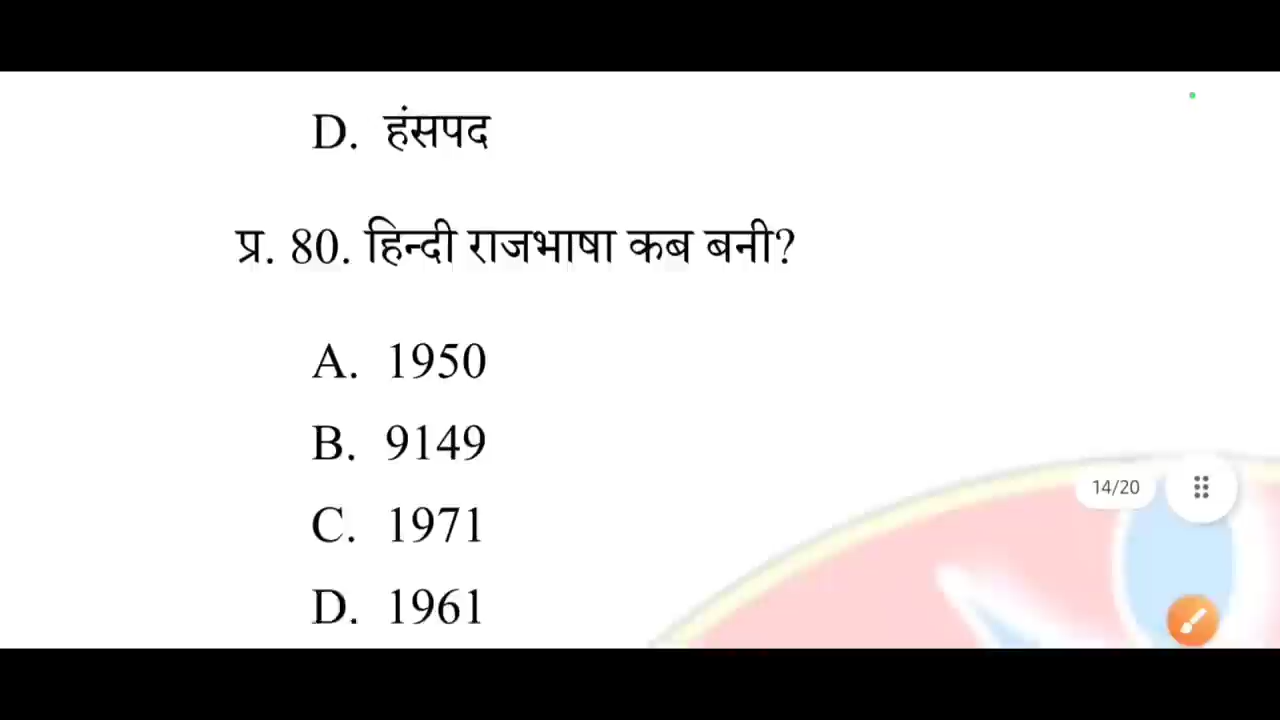 D. हंसपद
प्र. 80. हिन्दी राजभाषा कब बनी?
A. 1950
B. 9149
C. 1971
14/20
D. 1961